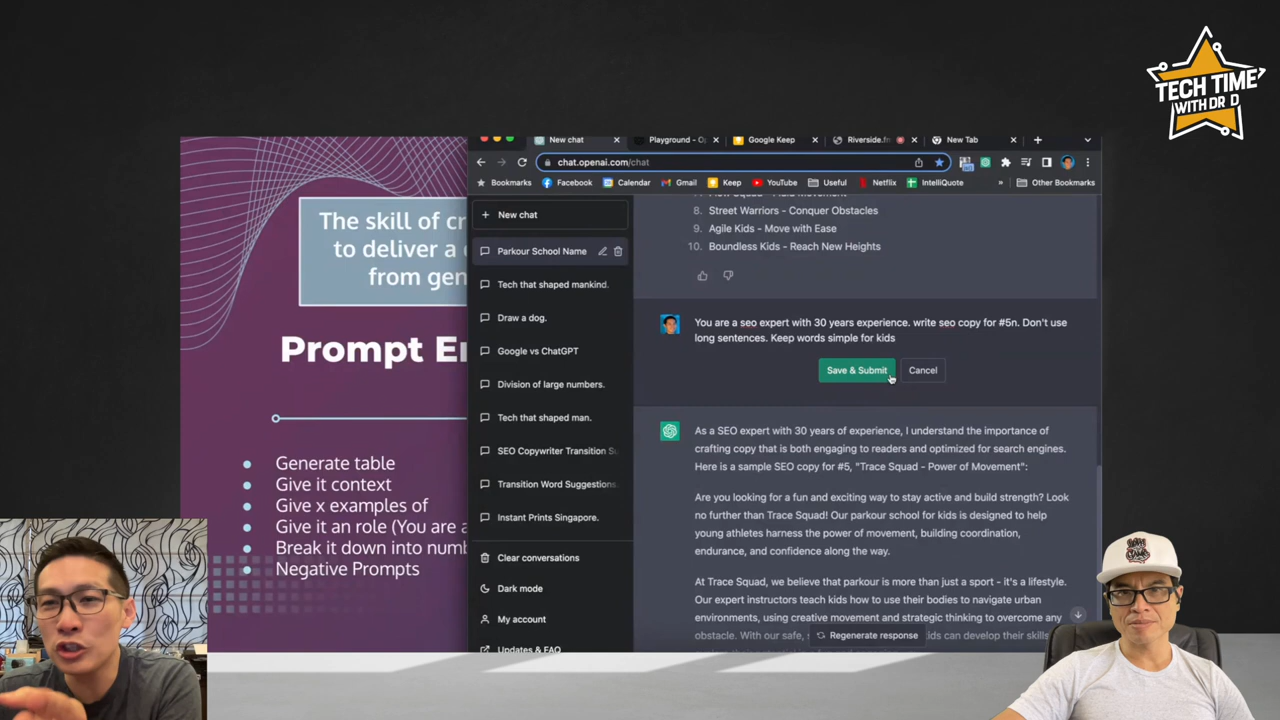 TECH TIME
WITH DR D
The skill of cr
to deliver a
from gen
Prompt E
Generate table
Give it context
Give x examples of
Give it an role (You are a
Break it down into numb
Negative Prompts
New chat
Playground - O
Google Keep
Riverside.fm
New Tab
chat.openai.com/chat
Bookmarks
Facebook
Calendar
Gmail
Keep
YouTube
Useful
Netflix
IntelliQuote
»
Other Bookmarks
+ New chat
Parkour School Name
Tech that shaped mankind.
Draw a dog.
Google vs ChatGPT
Division of large numbers.
Tech that shaped man.
SEO Copywriter Transition Su
Transition Word Suggestions.
Instant Prints Singapore.
Clear conversations
Dark mode
My account
Updates & FAQ
8. Street Warriors - Conquer Obstacles
9. Agile Kids - Move with Ease
10. Boundless Kids - Reach New Heights
You are a seo expert with 30 years experience. write seo copy for #5n. Don't use
long sentences. Keep words simple for kids
Save & Submit
Cancel
As a SEO expert with 30 years of experience, I understand the importance of
crafting copy that is both engaging to readers and optimized for search engines.
Here is a sample SEO copy for #5, "Trace Squad - Power of Movement":
Are you looking for a fun and exciting way to stay active and build strength? Look
no further than Trace Squad! Our parkour school for kids is designed to help
young athletes harness the power of movement, building coordination,
endurance, and confidence along the way.
At Trace Squad, we believe that parkour is more than just a sport - it's a lifestyle.
Our expert instructors teach kids how to use their bodies to navigate urban
environments, using creative movement and strategic thinking to overcome any
obstacle. With our safe, kids can develop their skills
Regenerate response